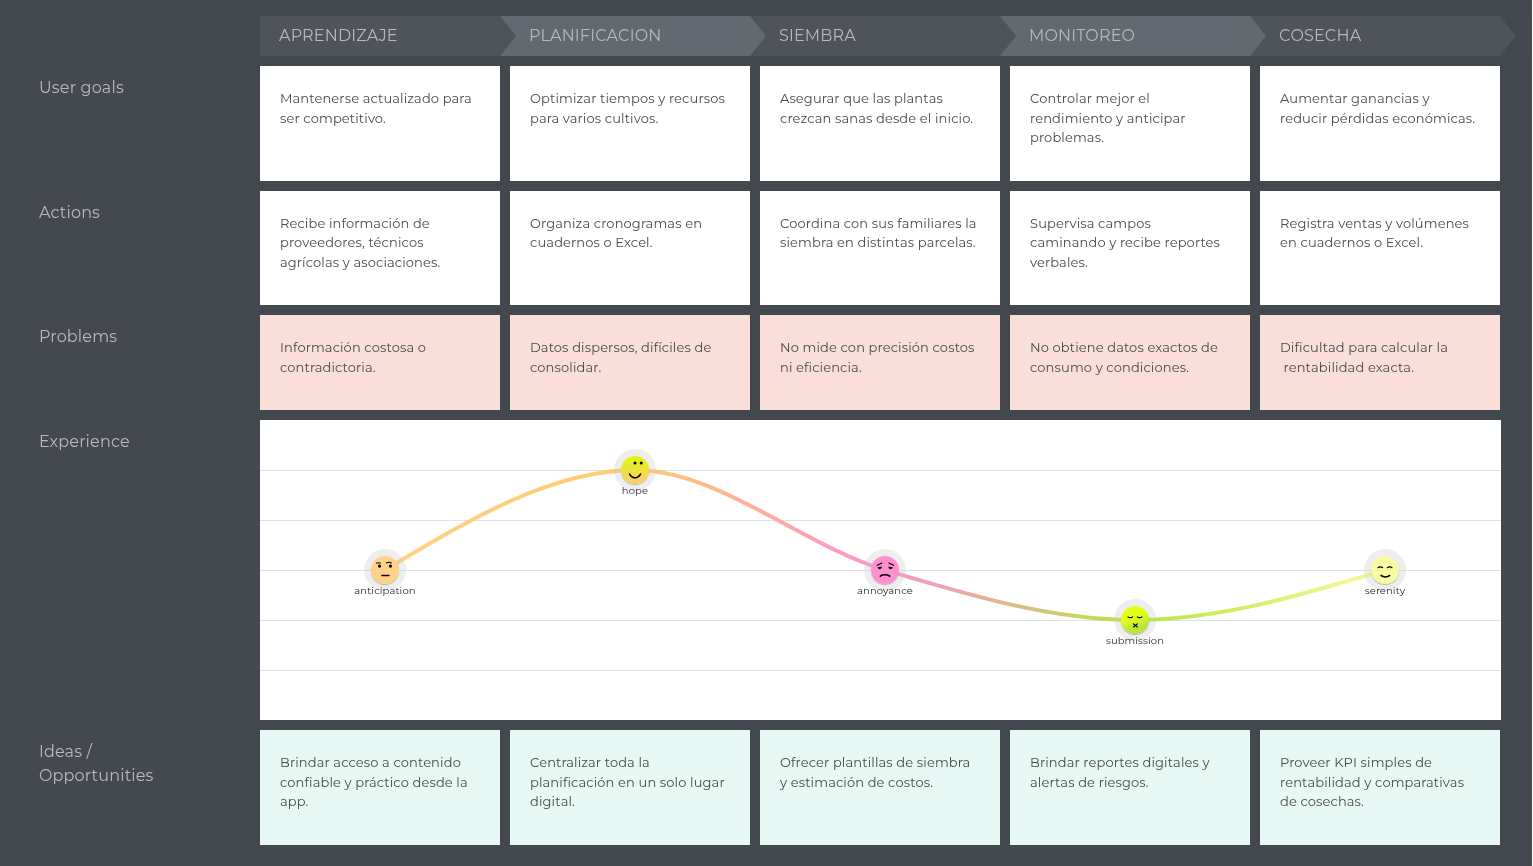 APRENDIZAJE
PLANIFICACION
SIEMBRA
MONITOREO
COSECHA
User goals
Mantenerse actualizado para
ser competitivo.
Optimizar tiempos y recursos
para varios cultivos.
Asegurar que las plantas
crezcan sanas desde el inicio.
Controlar mejor el
rendimiento y anticipar
problemas.
Aumentar ganancias y
reducir pérdidas económicas.
Actions
Recibe información de
proveedores, técnicos
agrícolas y asociaciones.
Organiza cronogramas en
cuadernos o Excel.
Coordina con sus familiares la
siembra en distintas parcelas.
Supervisa campos
caminando y recibe reportes
verbales.
Registra ventas y volúmenes
en cuadernos o Excel.
Problems
Información costosa o
contradictoria.
Datos dispersos, difíciles de
consolidar.
No mide con precisión costos
ni eficiencia.
No obtiene datos exactos de
consumo y condiciones.
Dificultad para calcular la
rentabilidad exacta.
Experience
anticipation
hope
annoyance
submission
serenity
Ideas /
Opportunities
Brindar acceso a contenido
confiable y práctico desde la
app.
Centralizar toda la
planificación en un solo lugar
digital.
Ofrecer plantillas de siembra
y estimación de costos.
Brindar reportes digitales y
alertas de riesgos.
Proveer KPI simples de
rentabilidad y comparativas
de cosechas.